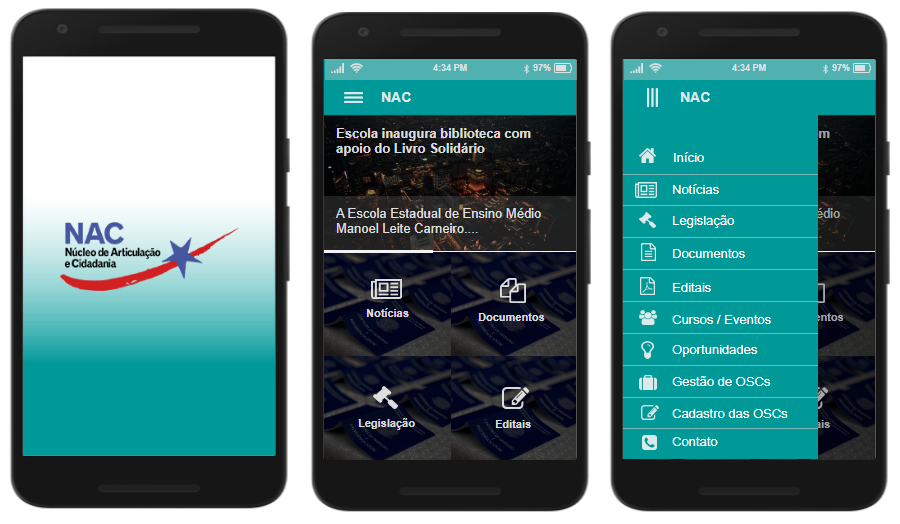 NAC
Núcleo de Articulação
e Cidadania
4:34 PM
97%
NAC
Escola inaugura biblioteca com
apoio do Livro Solidário
A Escola Estadual de Ensino Médio
Manoel Leite Carneiro....
Notícias
Documentos
Legislação
Editais
4:34 PM
97%
NAC
Início
Notícias
Legislação
Documentos
Editais
Cursos / Eventos
Oportunidades
Gestão de OSCs
Cadastro das OSCs
Contato